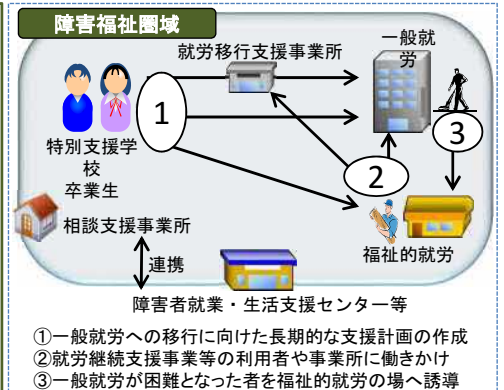 障害福祉圏域
一般就
労
就労移行支援事業所
1
3
特別支援学
校
卒業生
2
相談支援事業所
福祉的就労
連携
障害者就業・生活支援センター等
①一般就労への移行に向けた長期的な支援計画の作成
②就労継続支援事業等の利用者や事業所に働きかけ
③一般就労が困難となった者を福祉的就労の場へ誘導